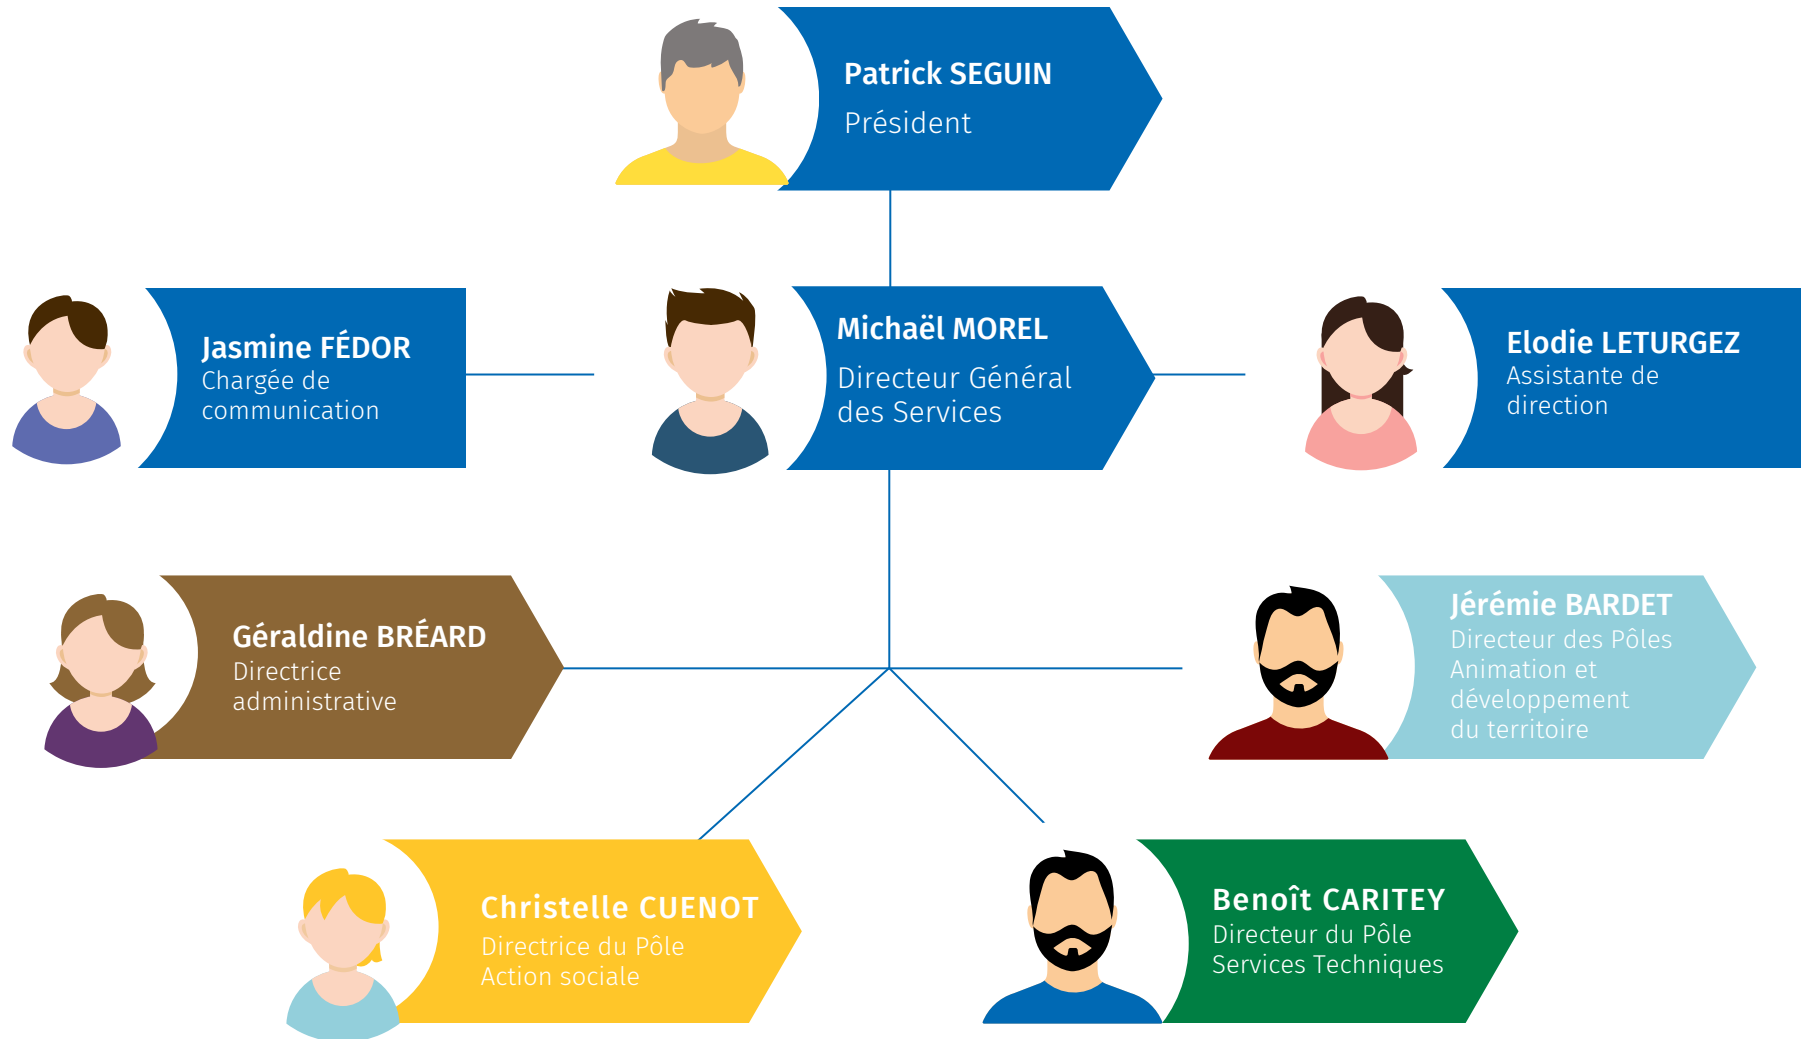 Patrick SEGUIN
Président
Jasmine FÉDOR
Chargée de
communication
Michaël MOREL
Directeur Général
des Services
Elodie LETURGEZ
Assistante de
direction
Géraldine BRÉARD
Directrice
administrative
Jérémie BARDET
Directeur des Pôles
Animation et
développement
du territoire
Christelle CUENOT
Directrice du Pôle
Action sociale
Benoît CARITEY
Directeur du Pôle
Services Techniques